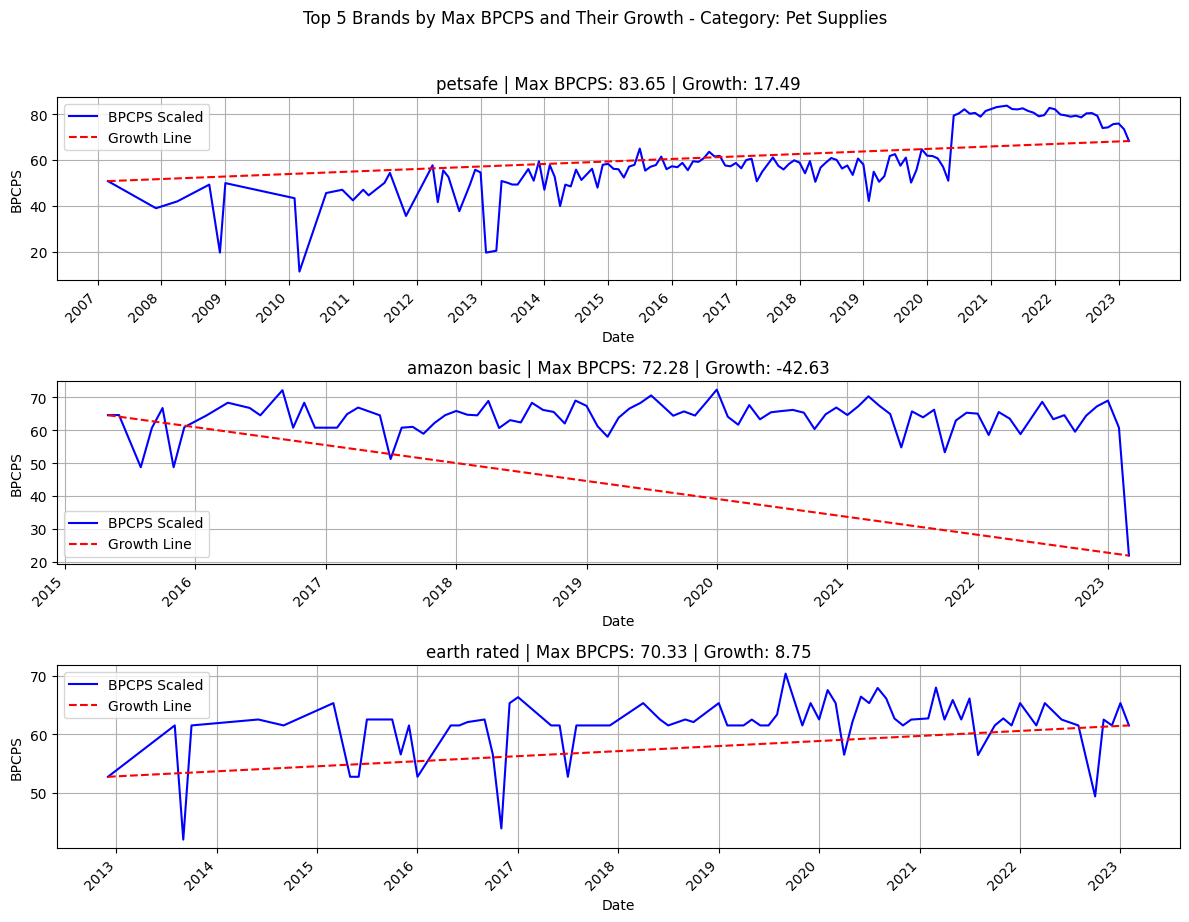 Top 5 Brands by Max BPCPS and Their Growth - Category: Pet Supplies
petsafe | Max BPCPS: 83.65 | Growth: 17.49
BPCPS Scaled
Growth Line
80
60
40
20
BPCPS
2007 2008 2009 2010 2011 2012 2013 2014 2015 2016 2017 2018 2019 2020 2021 2022 2023
Date
amazon basic | Max BPCPS: 72.28 | Growth: -42.63
70
60
50
40
30
20
BPCPS
BPCPS Scaled
Growth Line
2015 2016 2017 2018 2019 2020 2021 2022 2023
Date
earth rated | Max BPCPS: 70.33 | Growth: 8.75
BPCPS Scaled
Growth Line
70
60
50
BPCPS
2013 2014 2015 2016 2017 2018 2019 2020 2021 2022 2023
Date